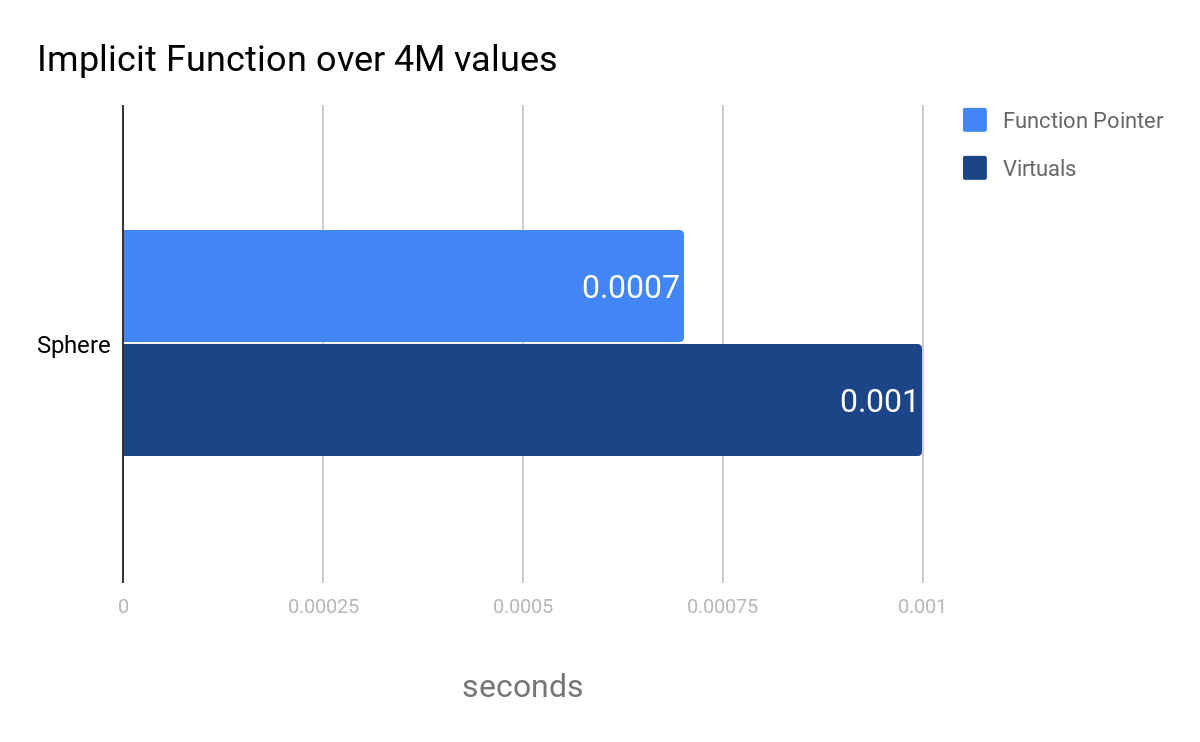 Implicit Function over 4M values
Function Pointer
Virtuals
0.0007
Sphere
0.001
0
0.00025
0.0005
0.00075
0.001
seconds